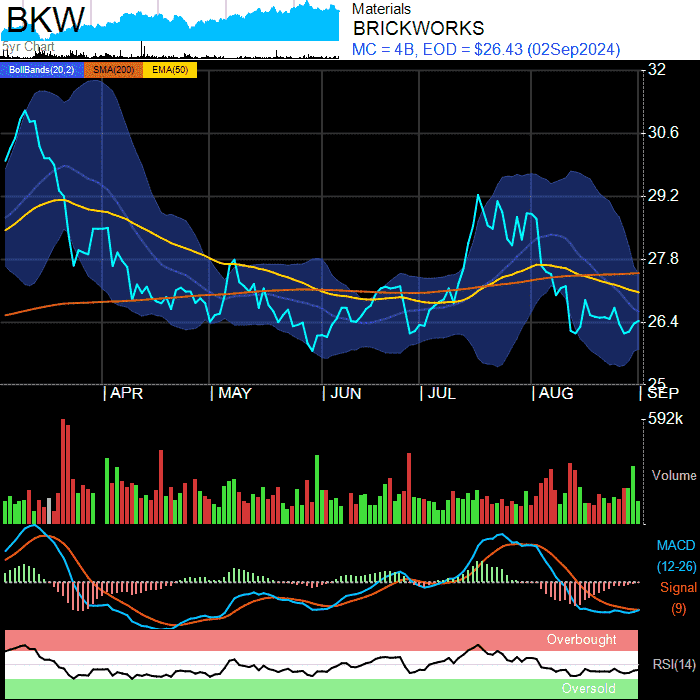 BKW
5yr Chart
Materials
BRICKWORKS
MC = 4B, EOD = $26.43 (02Sep2024)
BollBands(20,2) SMA(200) EMA(50)
32
30.6
29.2
27.8
26.4
25
APR MAY JUN JUL AUG SEP
592k
Volume
MACD
(12-26)
Signal
(9)
Overbought
RSI(14)
Oversold